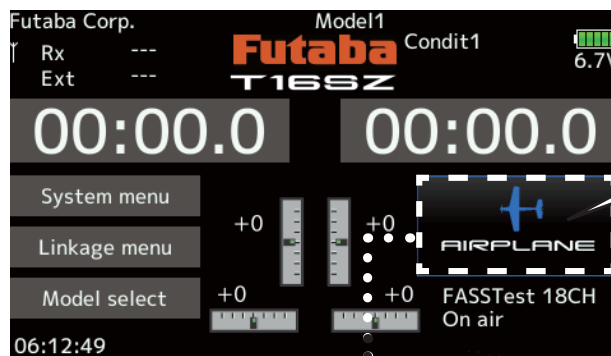 Futaba Corp.
Model1
Rx ---
Ext ---
Futaba
T16SZ
Condit1
6.7V
00:00.0
00:00.0
System menu
Linkage menu
Model select
+0
+0
+0
+0
AIRPLANE
FASSTest 18CH
On air
06:12:49